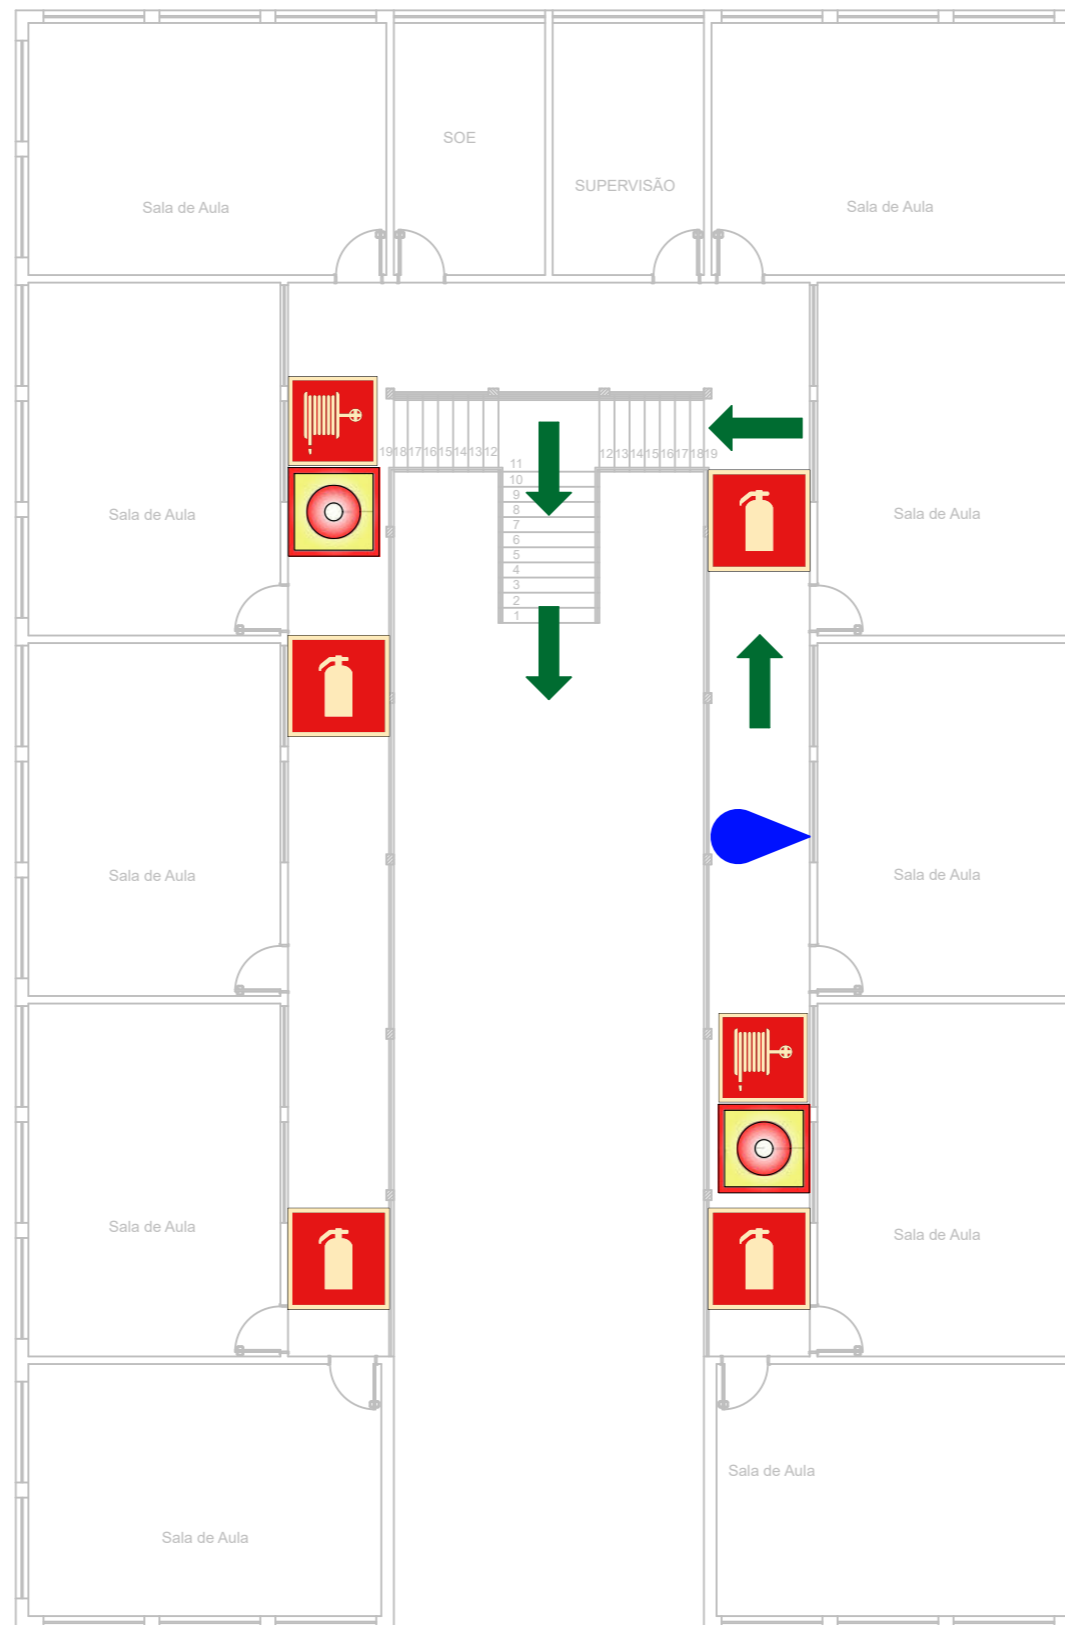 SOE
SUPERVISÃO
Sala de Aula
Sala de Aula
19 18 17 16 15 14 13 12
11
10
9
8
7
6
5
4
3
2
1
12 13 14 15 16 17 18 19
Sala de Aula
Sala de Aula
Sala de Aula
Sala de Aula
Sala de Aula
Sala de Aula
Sala de Aula
Sala de Aula